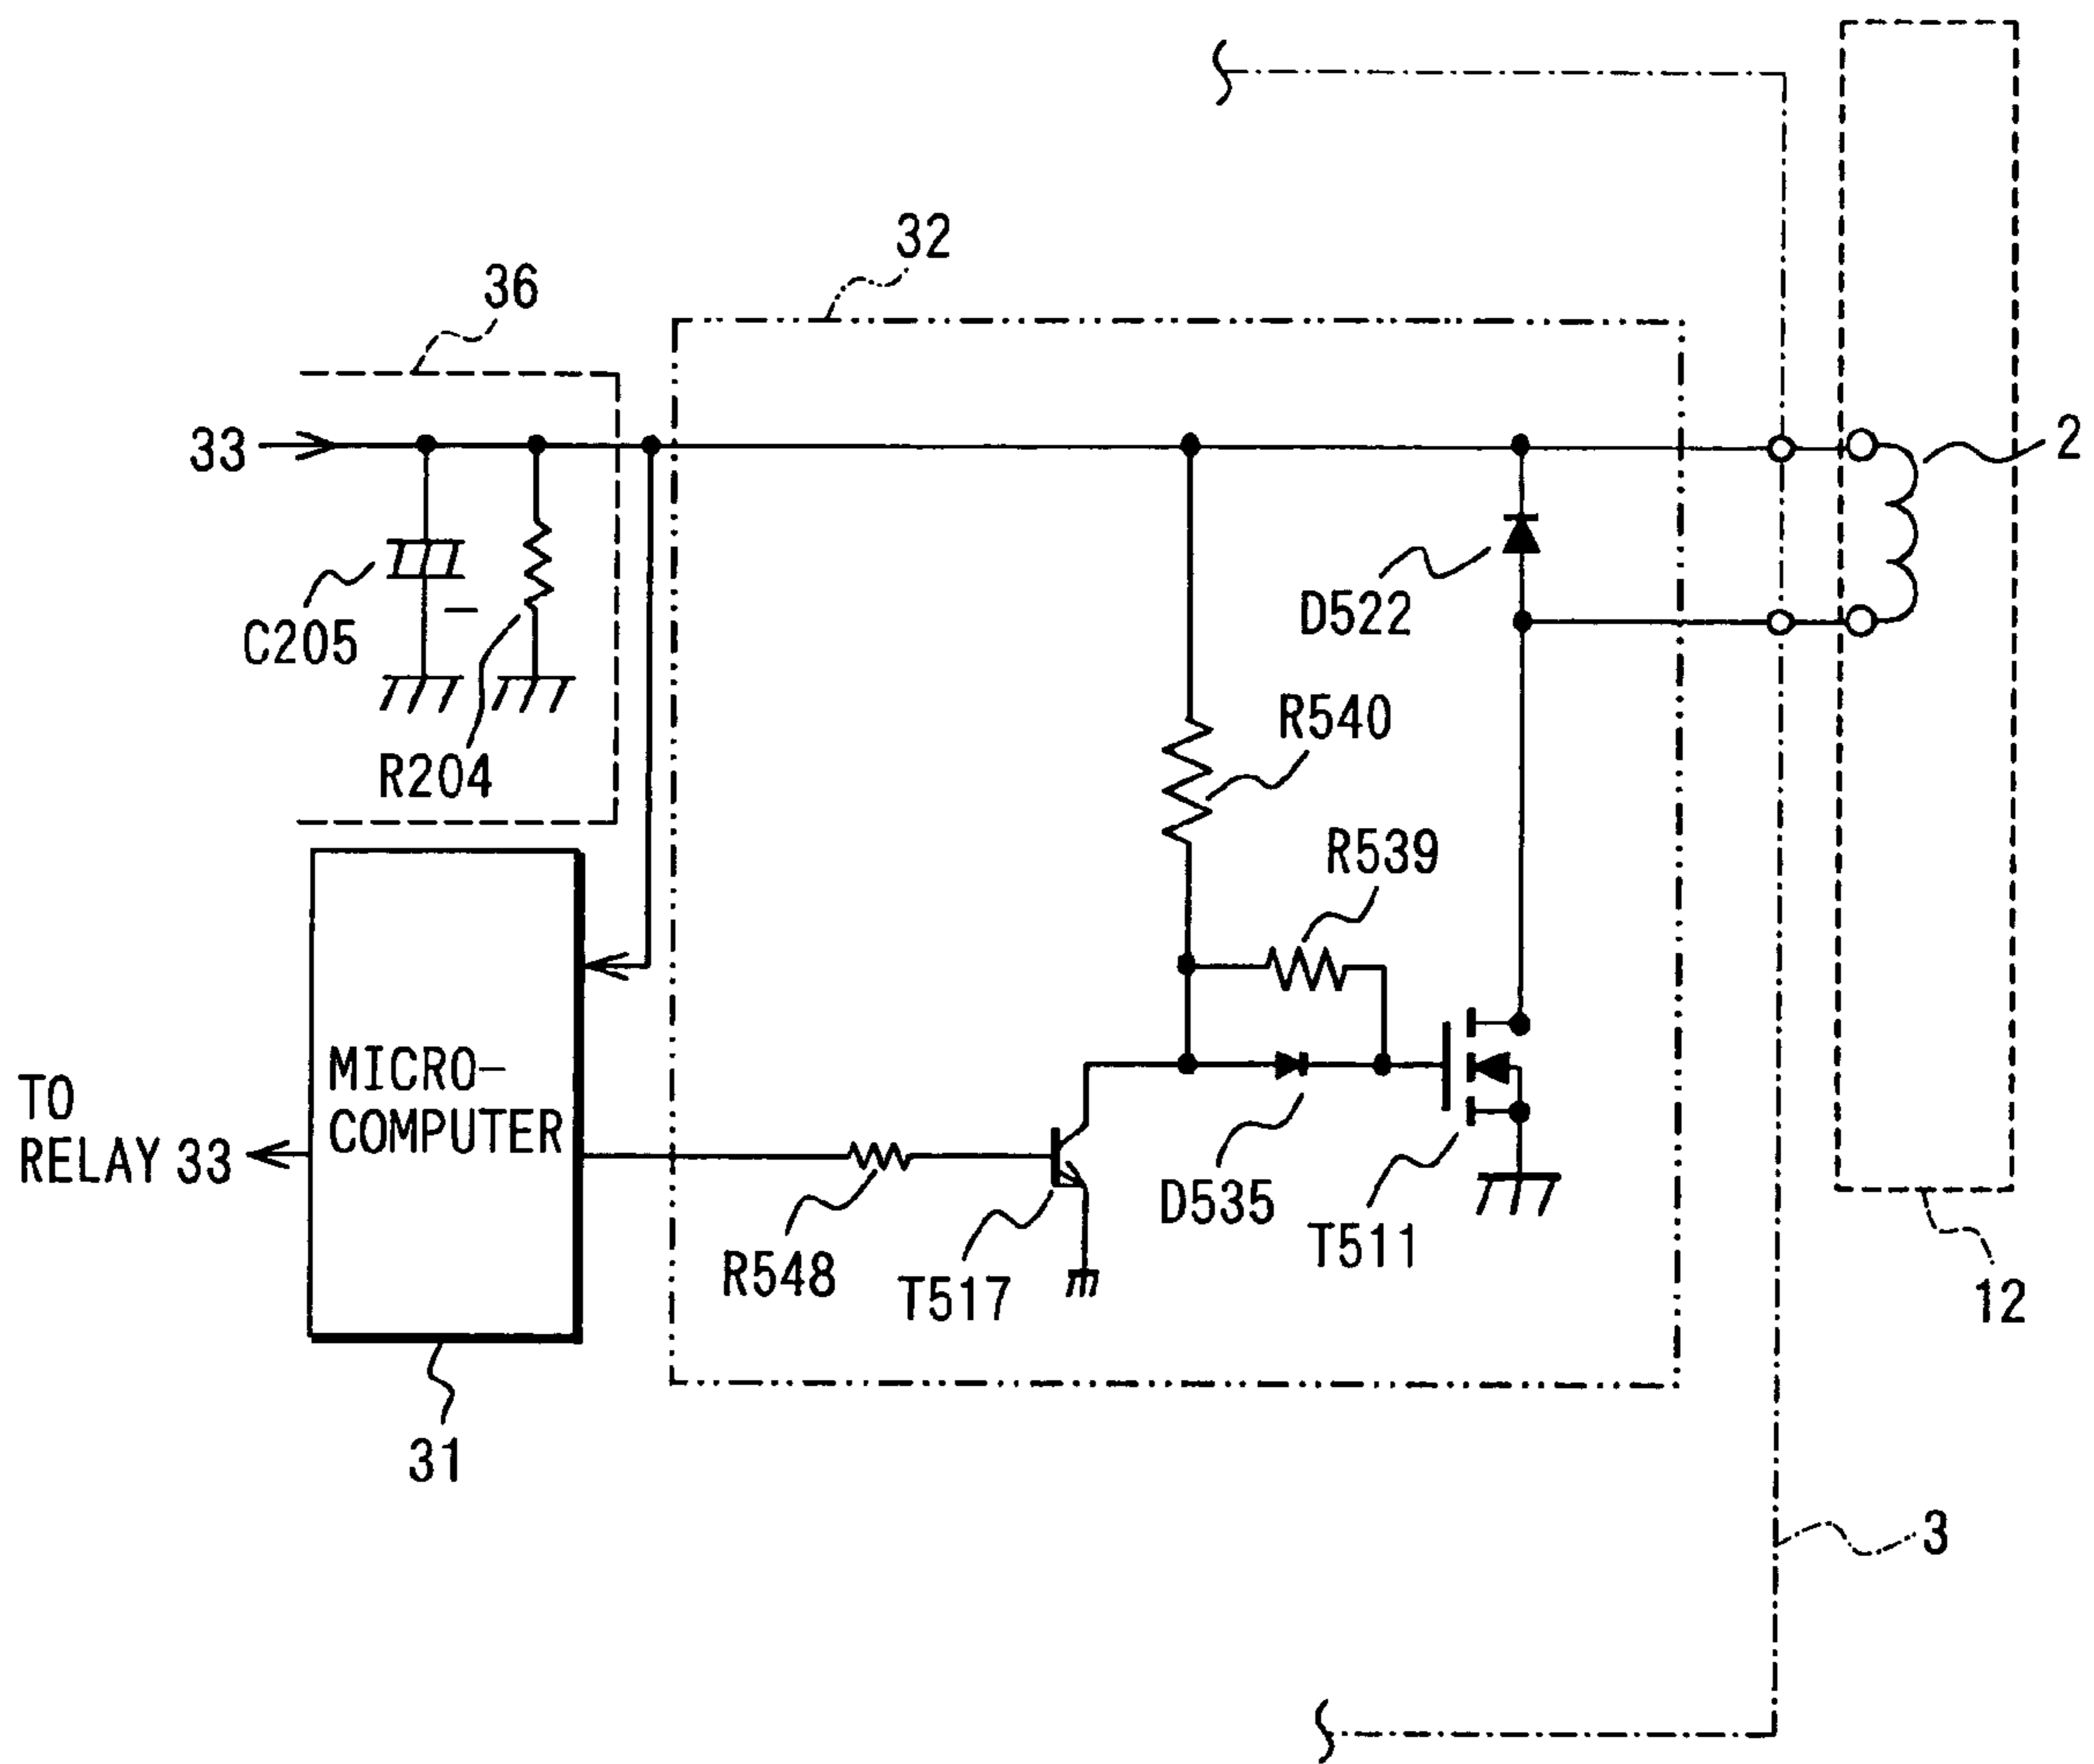 32
36
33
2
D522
C205
R540
R204
R539
MICRO-
COMPUTER
TO
RELAY 33
D535
T511
R548
T517
12
31
3